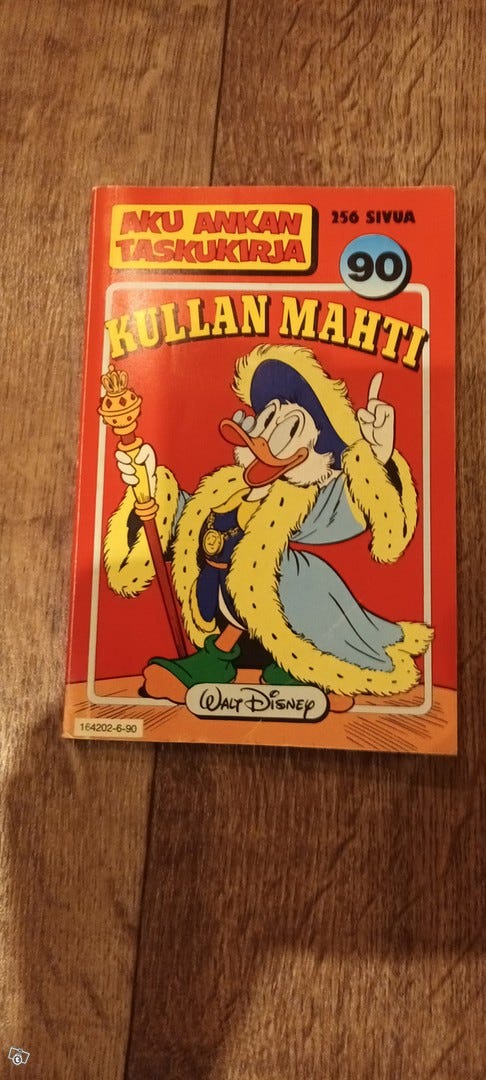 AKU ANKAN
TASKUKIRJA
256 SIVUA
90
KULLAN MAHTI
WALT DISNEY
164202-6-90